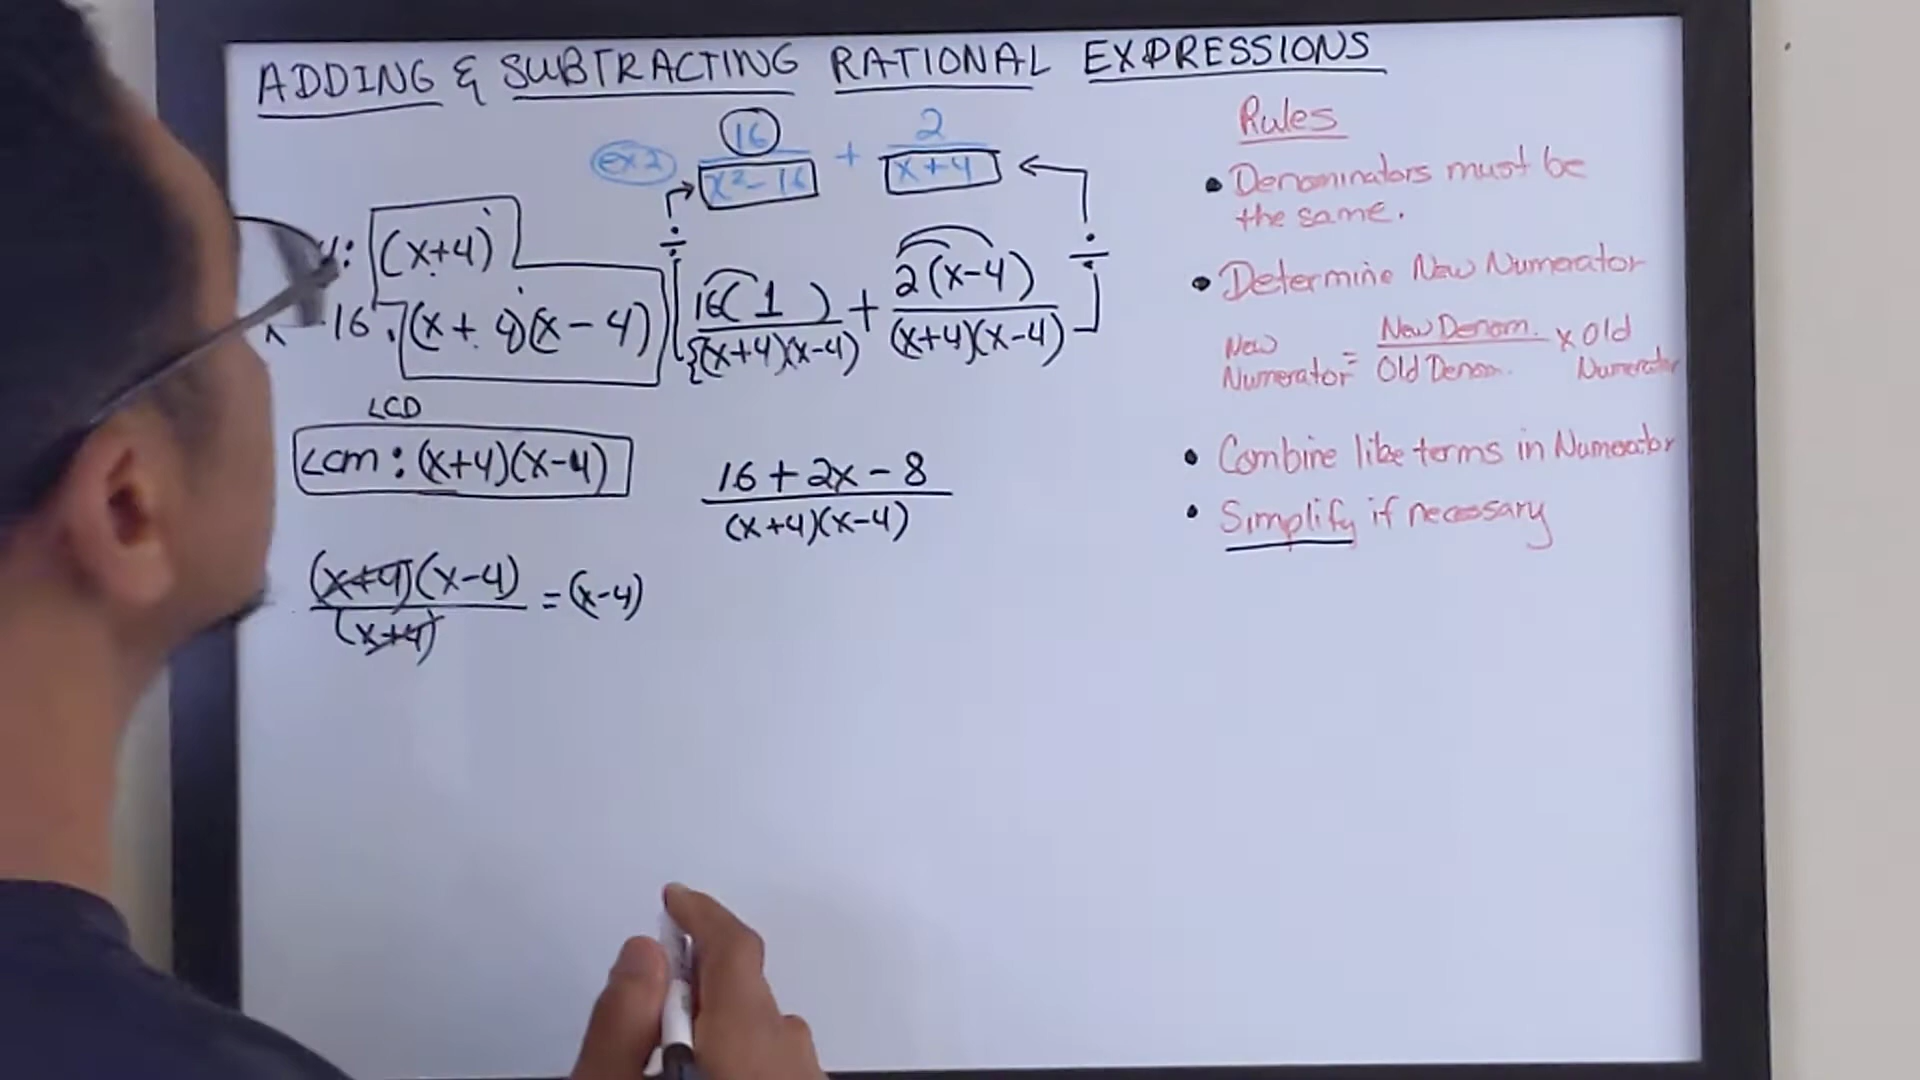 ADDING & SUBTRACTING RATIONAL EXPRESSIONS
ex2 16/x²-16 + 2/x+4
÷ ÷
: (x+4)
-16: (x+4)(x-4)
16(1)/(x+4)(x-4) + 2(x-4)/(x+4)(x-4)
LCD
LCM: (x+4)(x-4)
16+2x-8
(x+4)(x-4)
(x+4)(x-4)/(x+4) = (x-4)
Rules
• Denominators must be
the same.
• Determine New Numerator
New Numerator = New Denom./Old Denom. x Old Numerator
• Combine like terms in Numerator
• Simplify if necessary